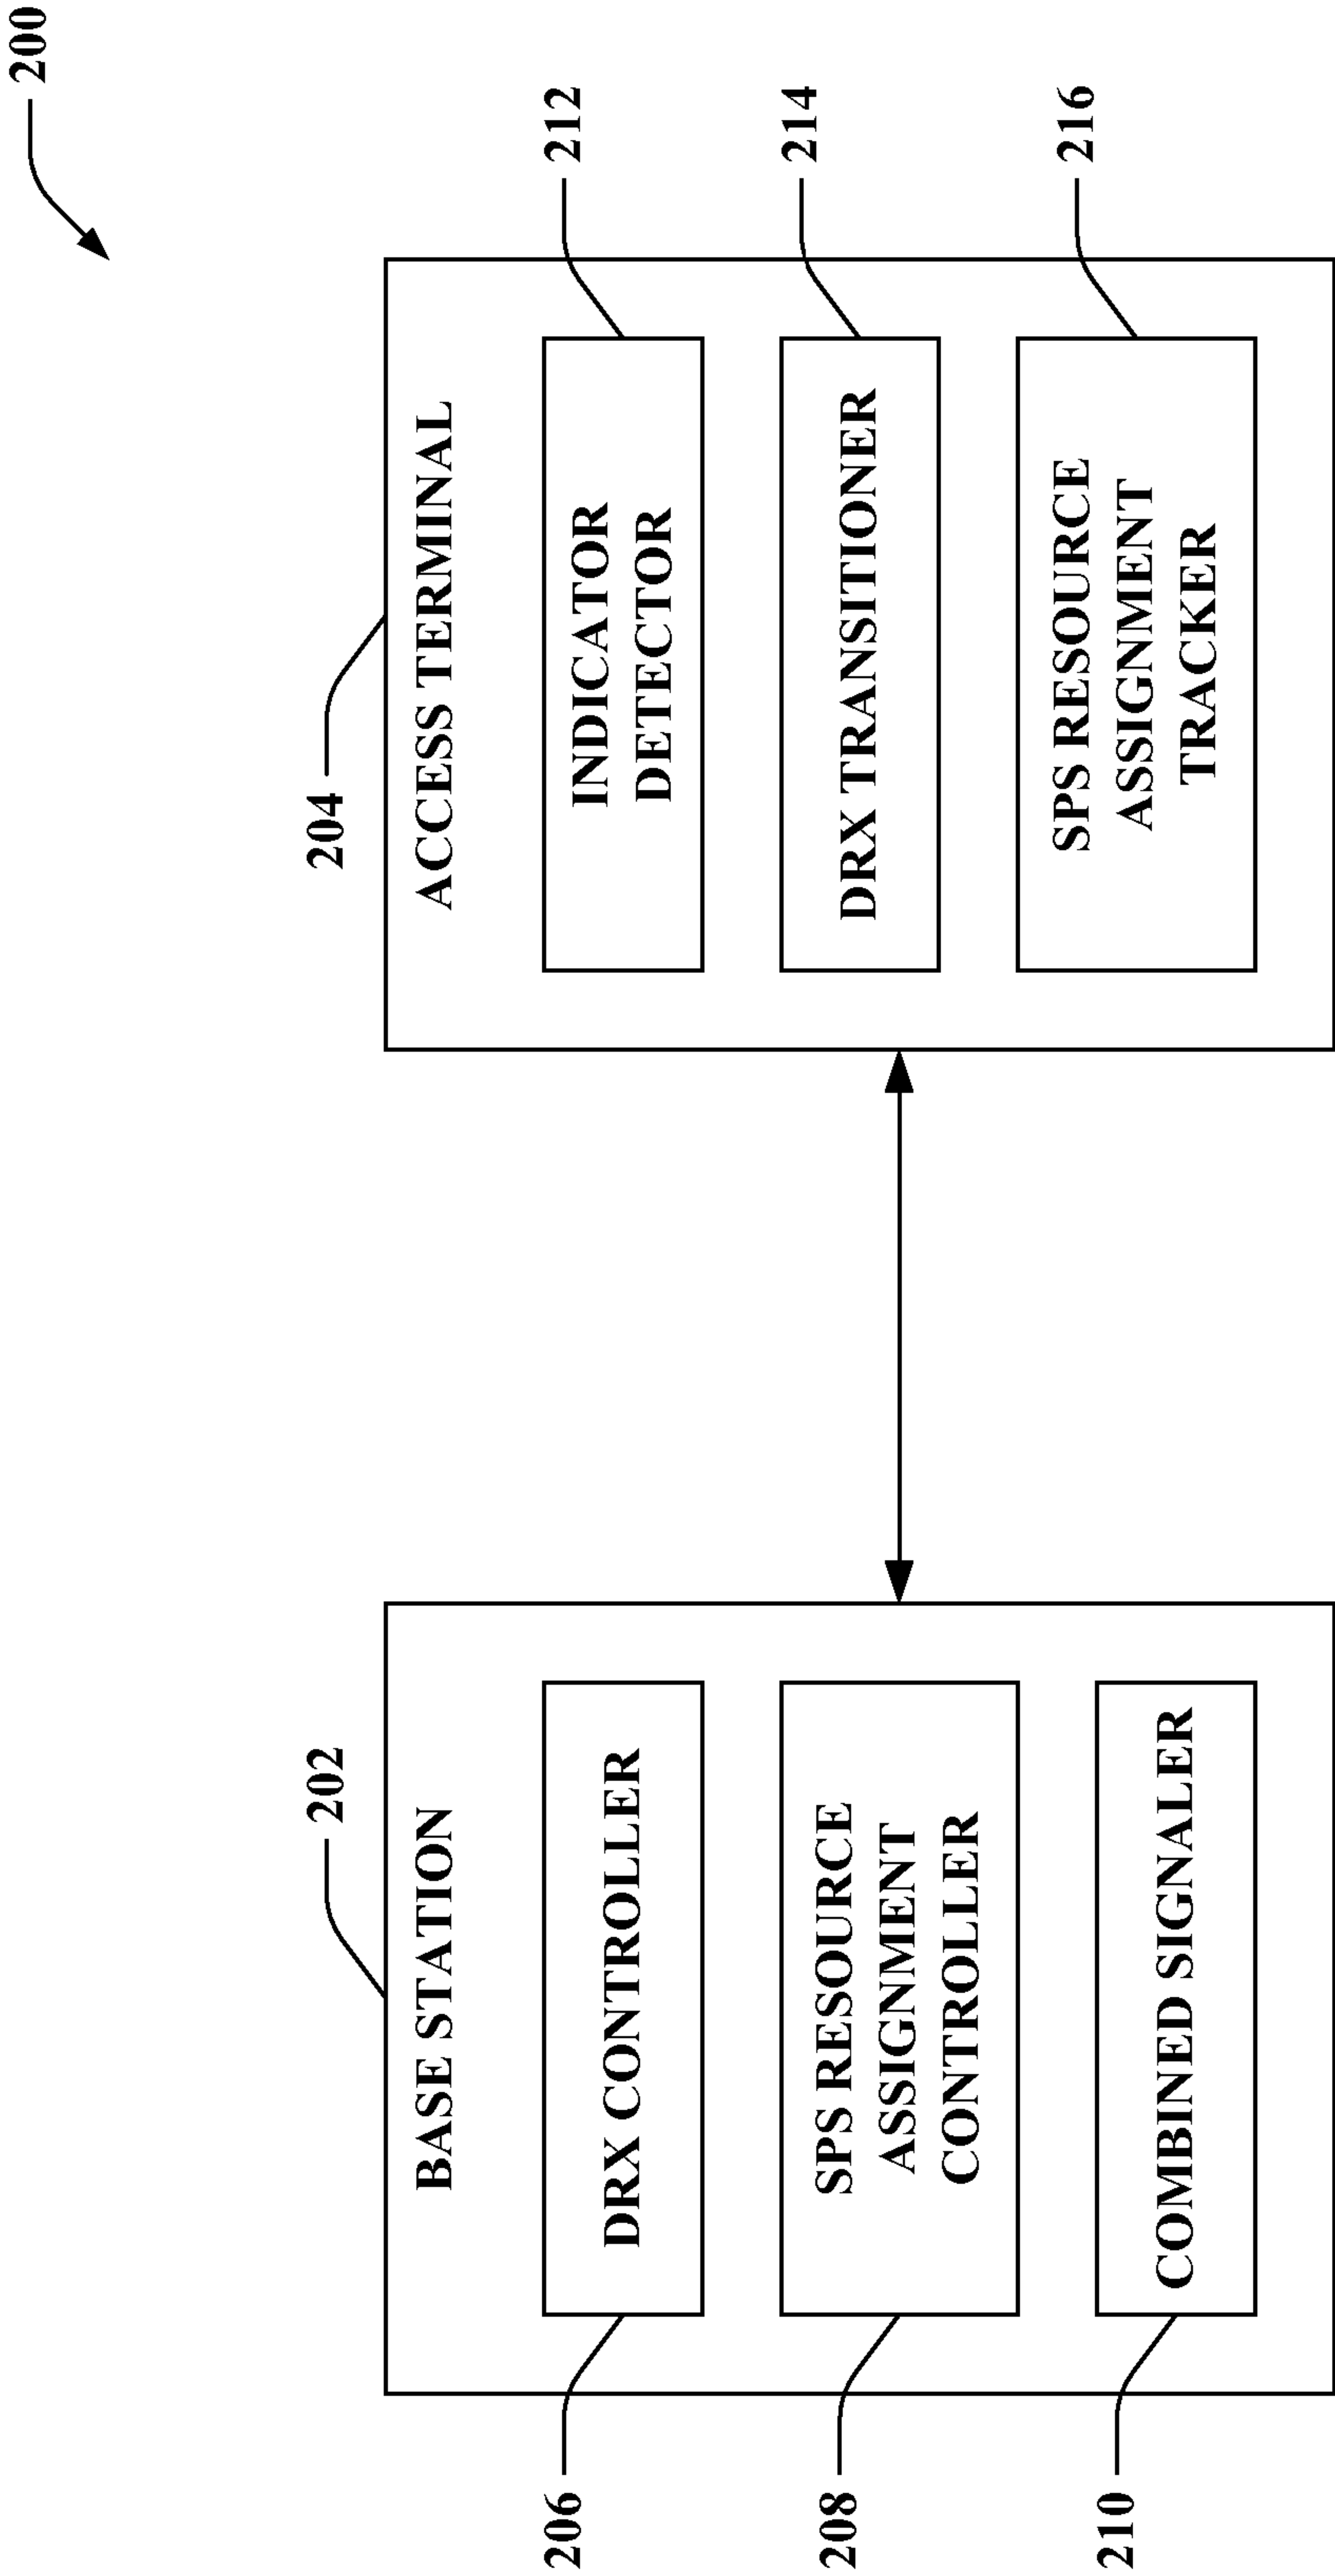 200
202
BASE STATION
206
DRX CONTROLLER
208
SPS RESOURCE
ASSIGNMENT
CONTROLLER
210
COMBINED SIGNALER
204
ACCESS TERMINAL
INDICATOR
DETECTOR
212
DRX TRANSITIONER
214
SPS RESOURCE
ASSIGNMENT
TRACKER
216